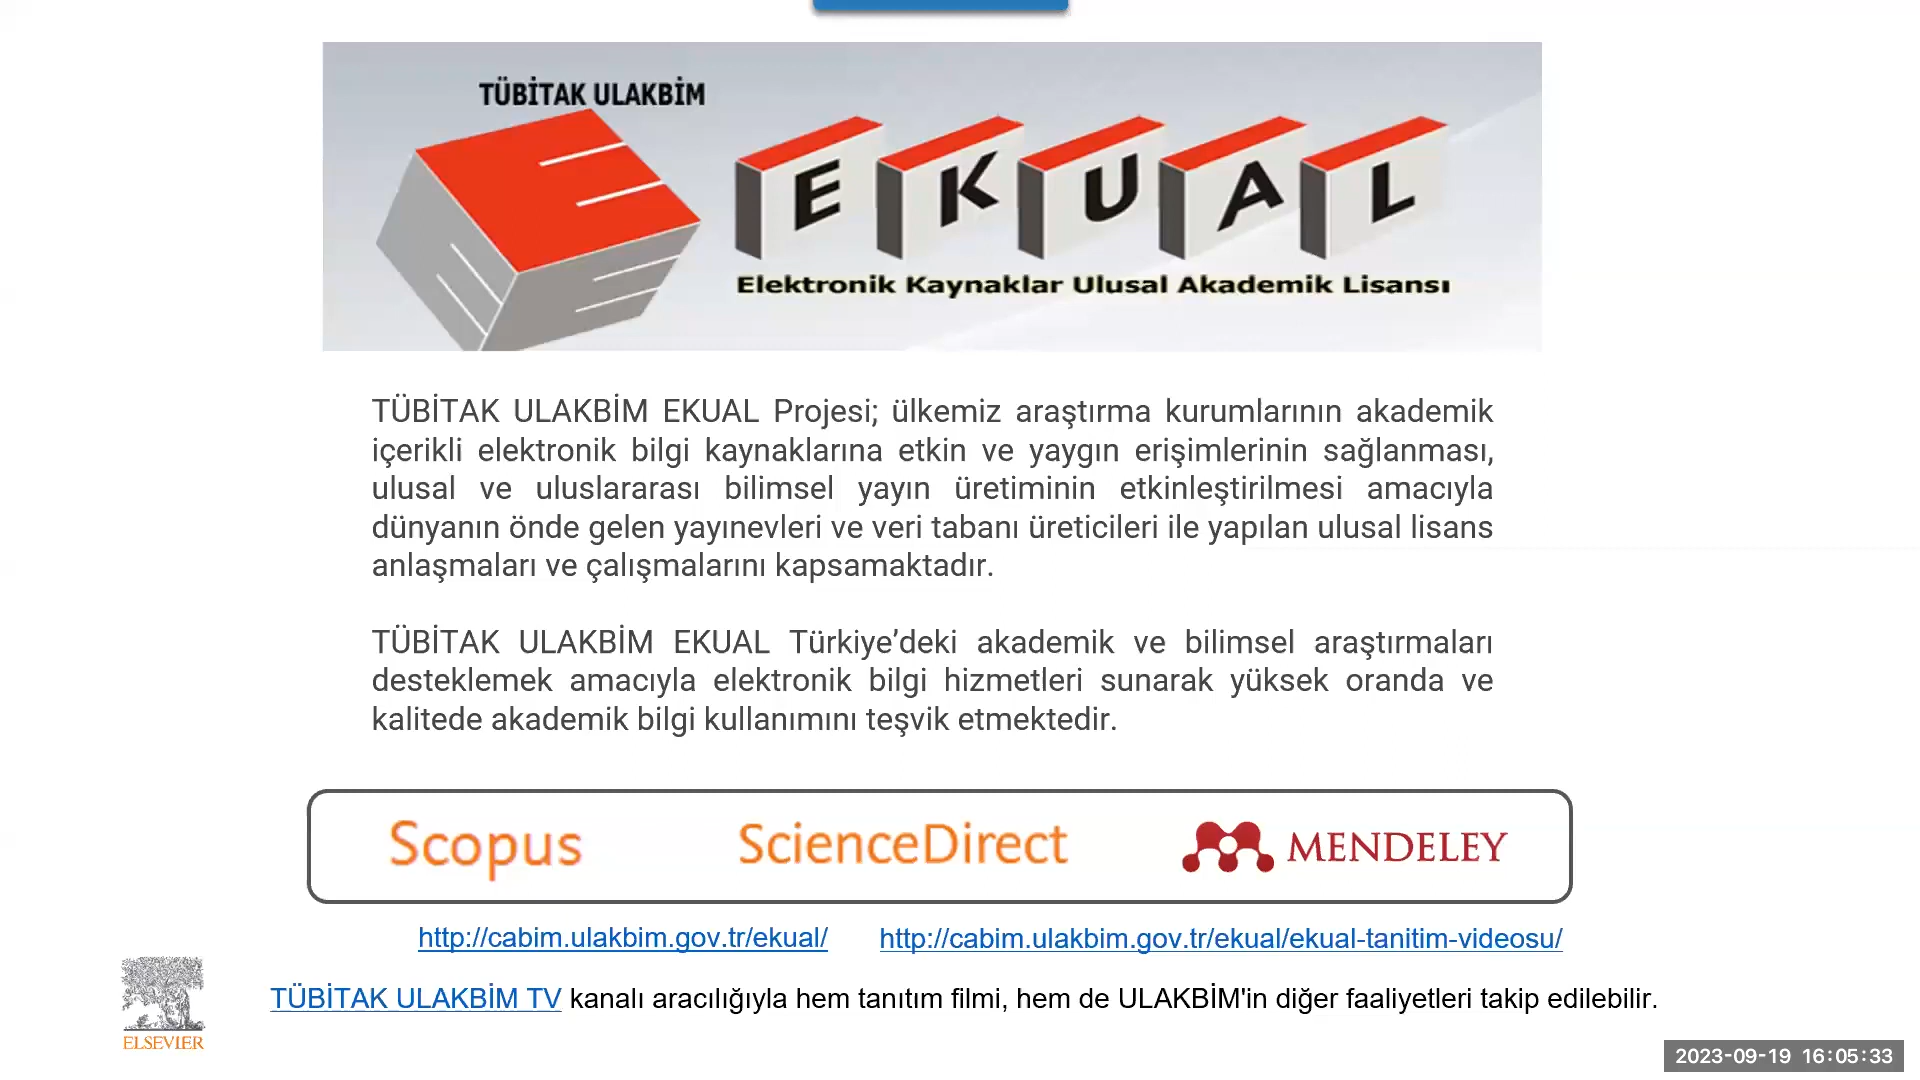 TÜBİTAK ULAKBİM
E K U A L
Elektronik Kaynaklar Ulusal Akademik Lisansı
TÜBİTAK ULAKBİM EKUAL Projesi; ülkemiz araştırma kurumlarının akademik
içerikli elektronik bilgi kaynaklarına etkin ve yaygın erişimlerinin sağlanması,
ulusal ve uluslararası bilimsel yayın üretiminin etkinleştirilmesi amacıyla
dünyanın önde gelen yayınevleri ve veri tabanı üreticileri ile yapılan ulusal lisans
anlaşmaları ve çalışmalarını kapsamaktadır.
TÜBİTAK ULAKBİM EKUAL Türkiye’deki akademik ve bilimsel araştırmaları
desteklemek amacıyla elektronik bilgi hizmetleri sunarak yüksek oranda ve
kalitede akademik bilgi kullanımını teşvik etmektedir.
Scopus ScienceDirect MENDELEY
http://cabim.ulakbim.gov.tr/ekual/ http://cabim.ulakbim.gov.tr/ekual/ekual-tanitim-videosu/
TÜBİTAK ULAKBİM TV kanalı aracılığıyla hem tanıtım filmi, hem de ULAKBİM'in diğer faaliyetleri takip edilebilir.
ELSEVIER
2023-09-19 16:05:33